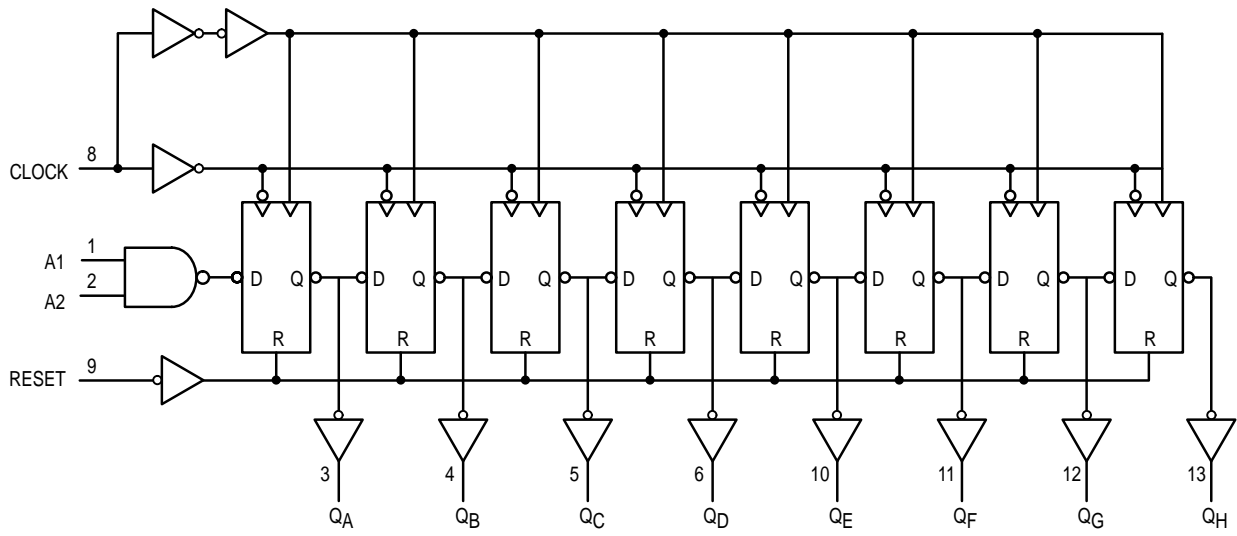 CLOCK 8
A1 1
A2 2
D Q D Q D Q D Q D Q D Q D Q D Q
R R R R R R R R
RESET 9
3 4 5 6 10 11 12 13
QA QB QC QD QE QF QG QH